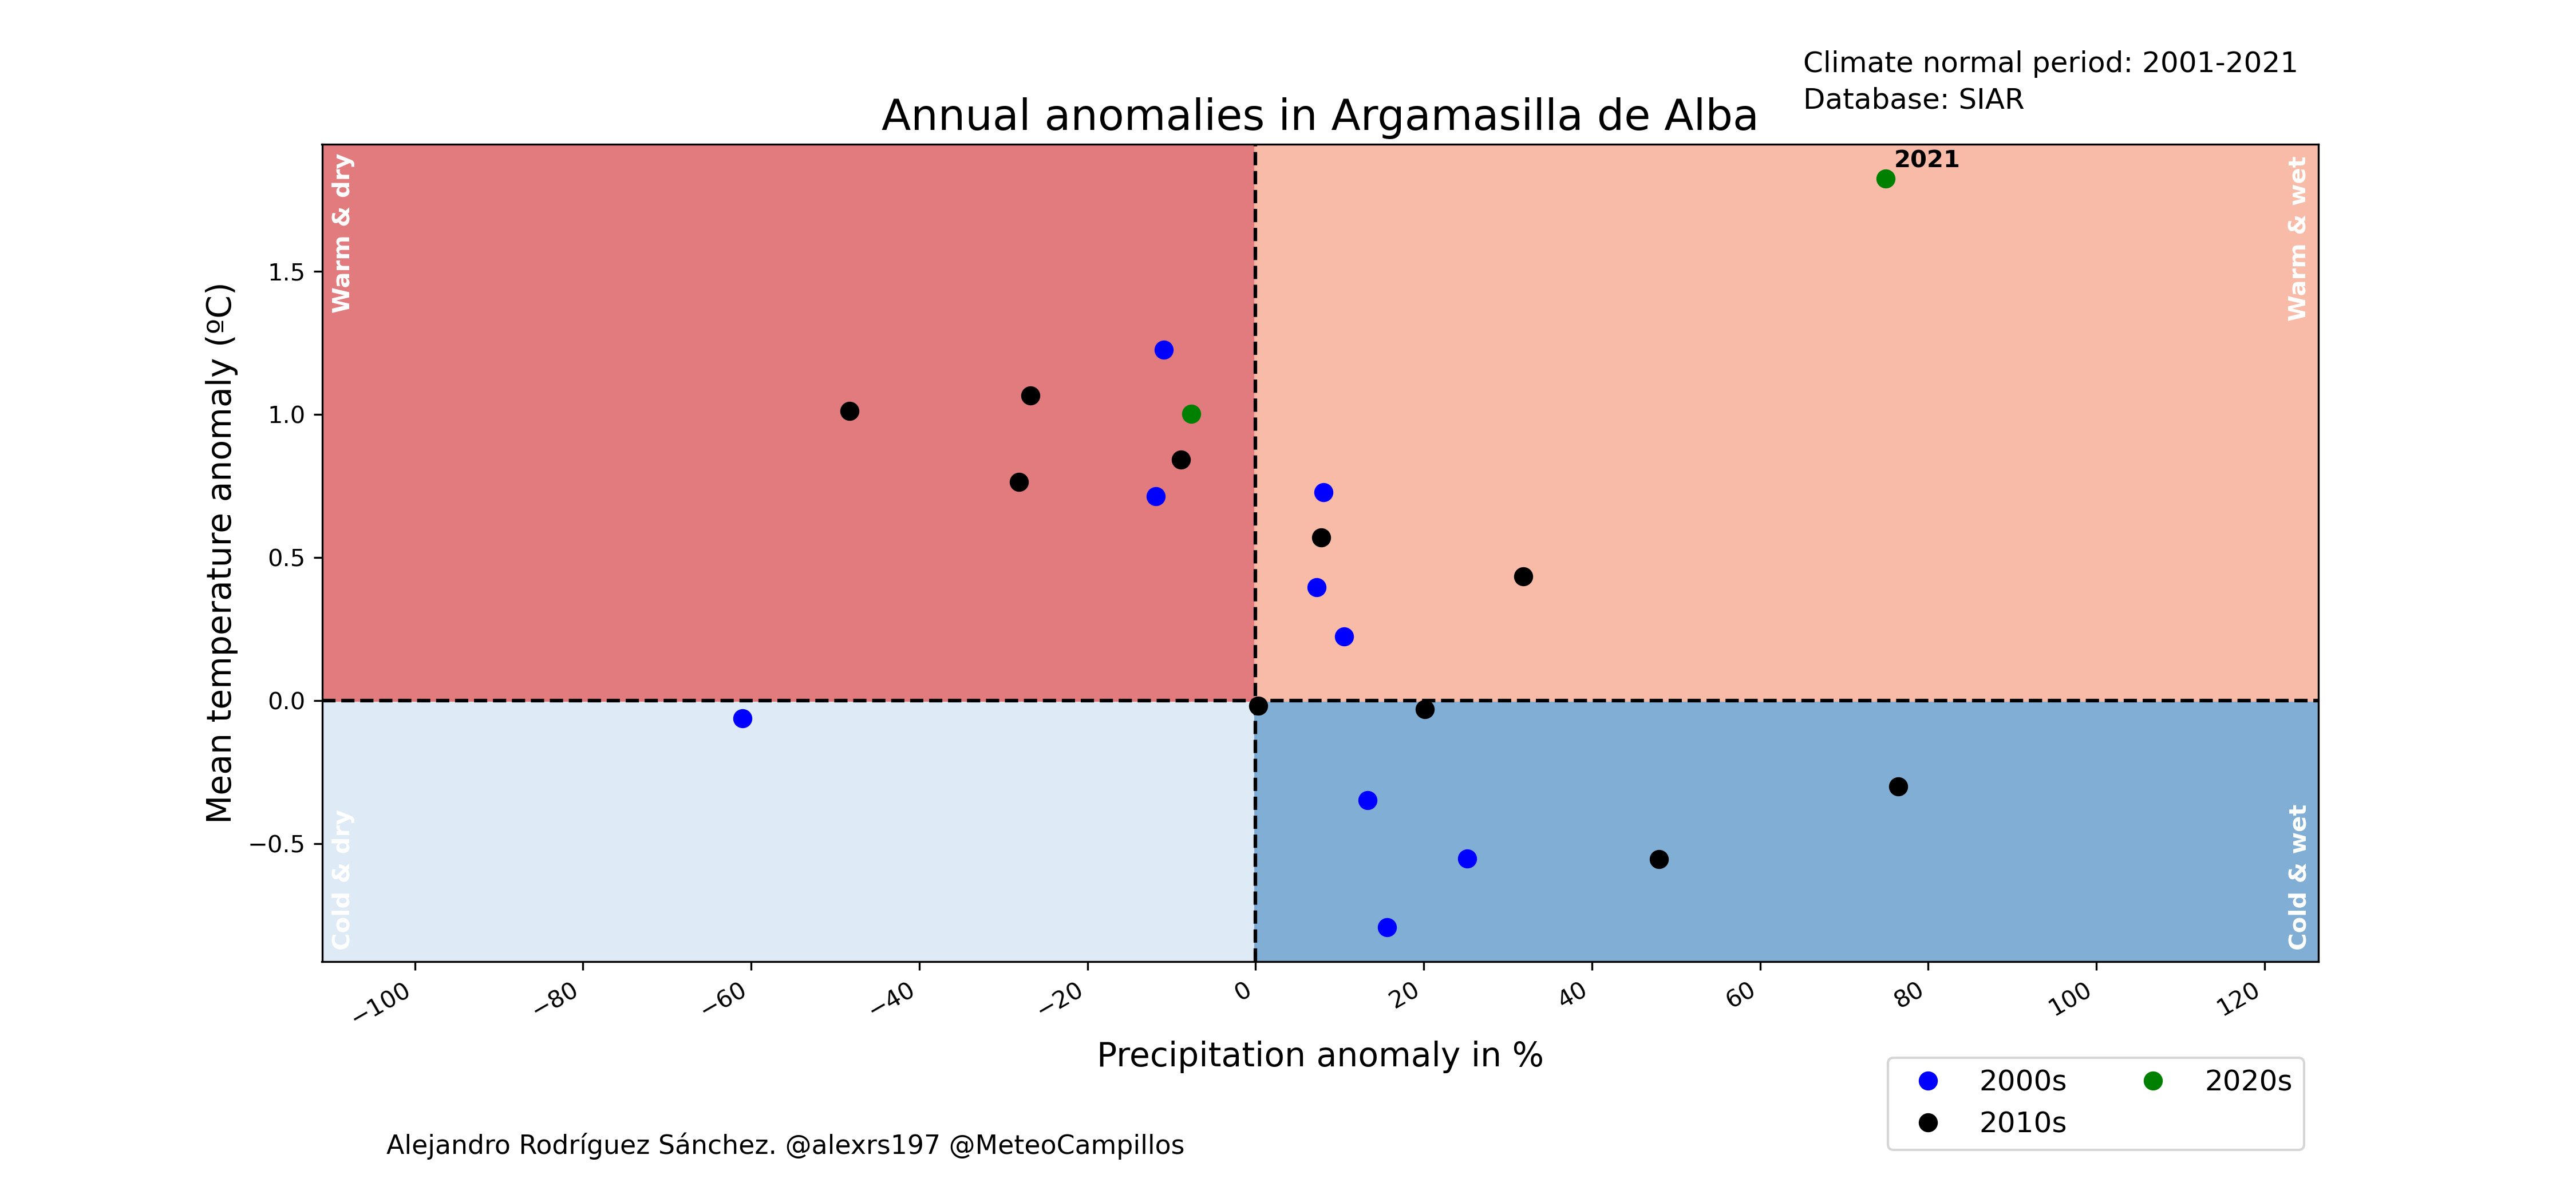 Climate normal period: 2001-2021
Database: SIAR
Annual anomalies in Argamasilla de Alba
Warm & dry
2021
Warm & wet
Mean temperature anomaly (ºC)
1.5
1.0
0.5
0.0
−0.5
Cold & dry
Cold & wet
−100
−80
−60
−40
−20
0
20
40
60
80
100
120
Precipitation anomaly in %
2000s
2020s
2010s
Alejandro Rodríguez Sánchez. @alexrs197 @MeteoCampillos